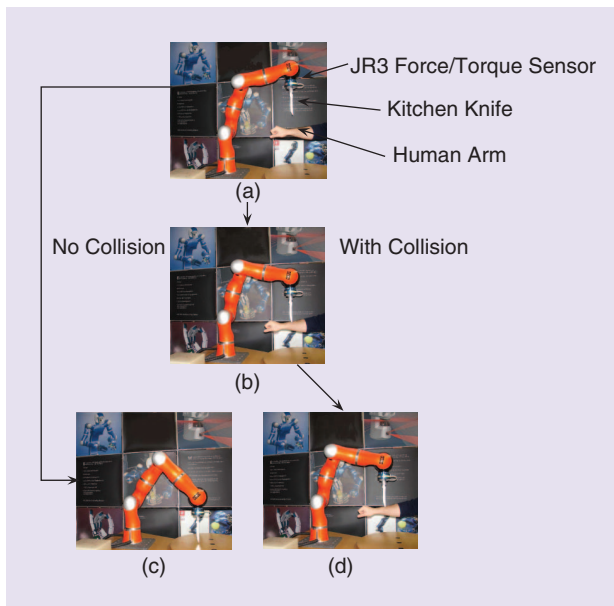 JR3 Force/Torque Sensor
Kitchen Knife
Human Arm
(a)
No Collision
With Collision
(b)
(c)
(d)